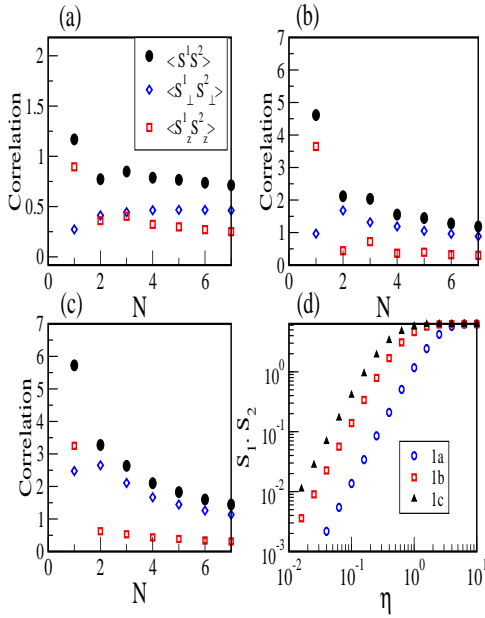 (a)
(b)
2
1.5
1
0.5
0
Correlation
<S¹S²>
<S¹⊥S²⊥>
<S¹zS²z>
0
2
4
6
N
7
6
5
4
3
2
1
0
Correlation
0
2
4
6
N
(c)
(d)
7
6
5
4
3
2
1
0
Correlation
0
2
4
6
N
10⁰
10⁻¹
10⁻²
10⁻³
S₁. S₂
1a
1b
1c
10⁻²
10⁻¹
10⁰
10¹
η